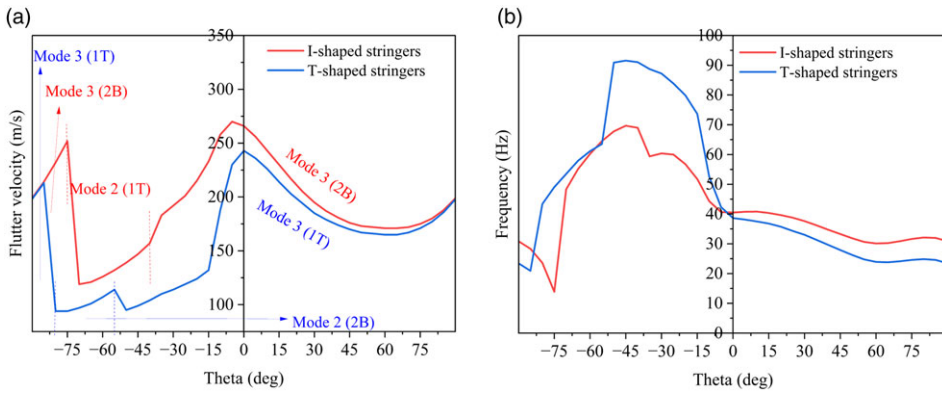 (a)
350
I-shaped stringers
T-shaped stringers
Mode 3 (1T)
300
Mode 3 (2B)
250
Mode 2 (1T)
Mode 3 (2B)
200
Mode 3 (1T)
150
100
Mode 2 (2B)
Flutter velocity (m/s)
−75 −60 −45 −30 −15 0 15 30 45 60 75
Theta (deg)
(b)
100
I-shaped stringers
T-shaped stringers
90
80
70
60
50
40
30
20
10
0
Frequency (Hz)
−75 −60 −45 −30 −15 0 15 30 45 60 75
Theta (deg)